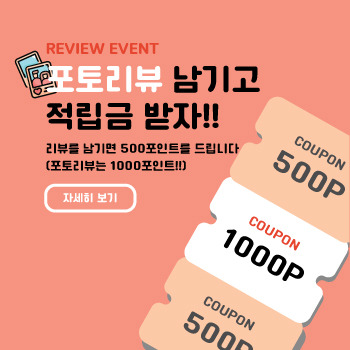 REVIEW EVENT
포토리뷰 남기고
적립금 받자!!
리뷰를 남기면 500포인트를 드립니다
(포토리뷰는 1000포인트!!)
자세히 보기
COUPON
500P
COUPON
1000P
COUPON
500P